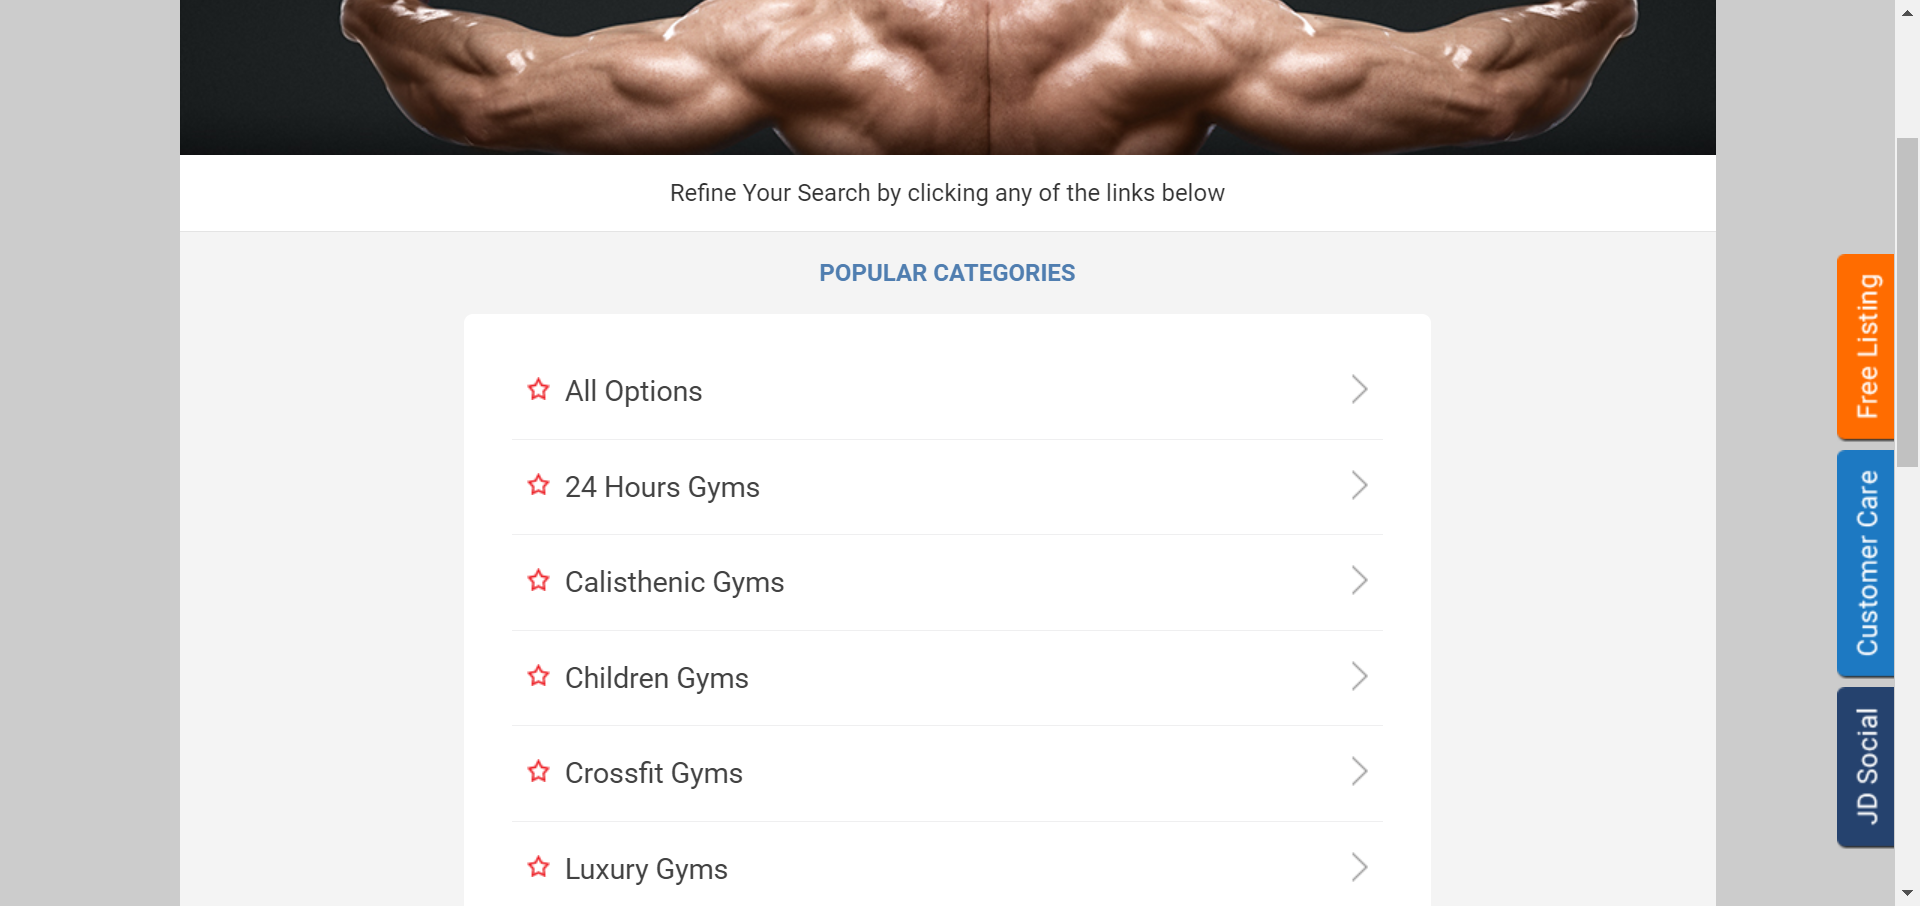 Refine Your Search by clicking any of the links below
POPULAR CATEGORIES
All Options
24 Hours Gyms
Calisthenic Gyms
Children Gyms
Crossfit Gyms
Luxury Gyms
Free Listing
Customer Care
JD Social